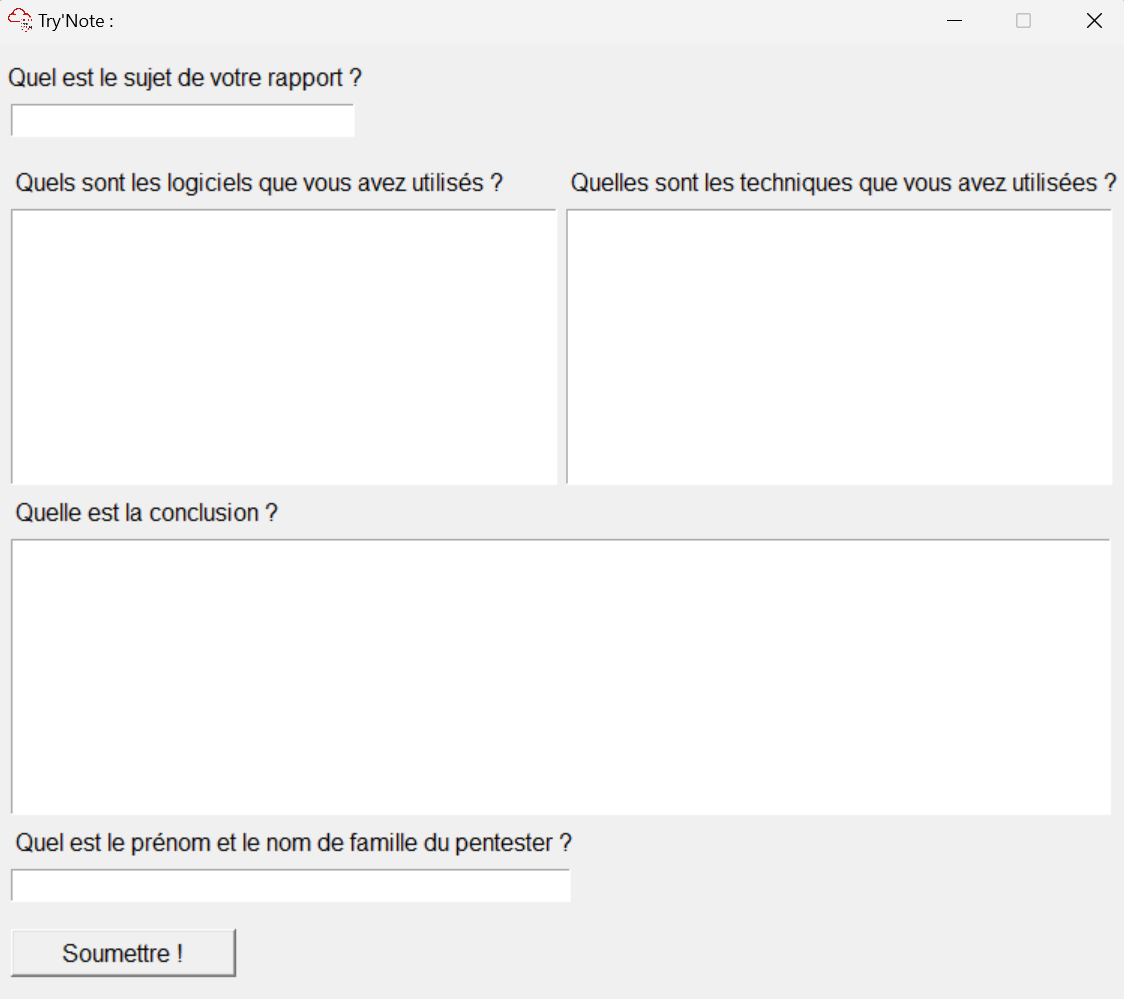 Try'Note :
Quel est le sujet de votre rapport ?
Quels sont les logiciels que vous avez utilisés ?
Quelles sont les techniques que vous avez utilisées ?
Quelle est la conclusion ?
Quel est le prénom et le nom de famille du pentester ?
Soumettre !